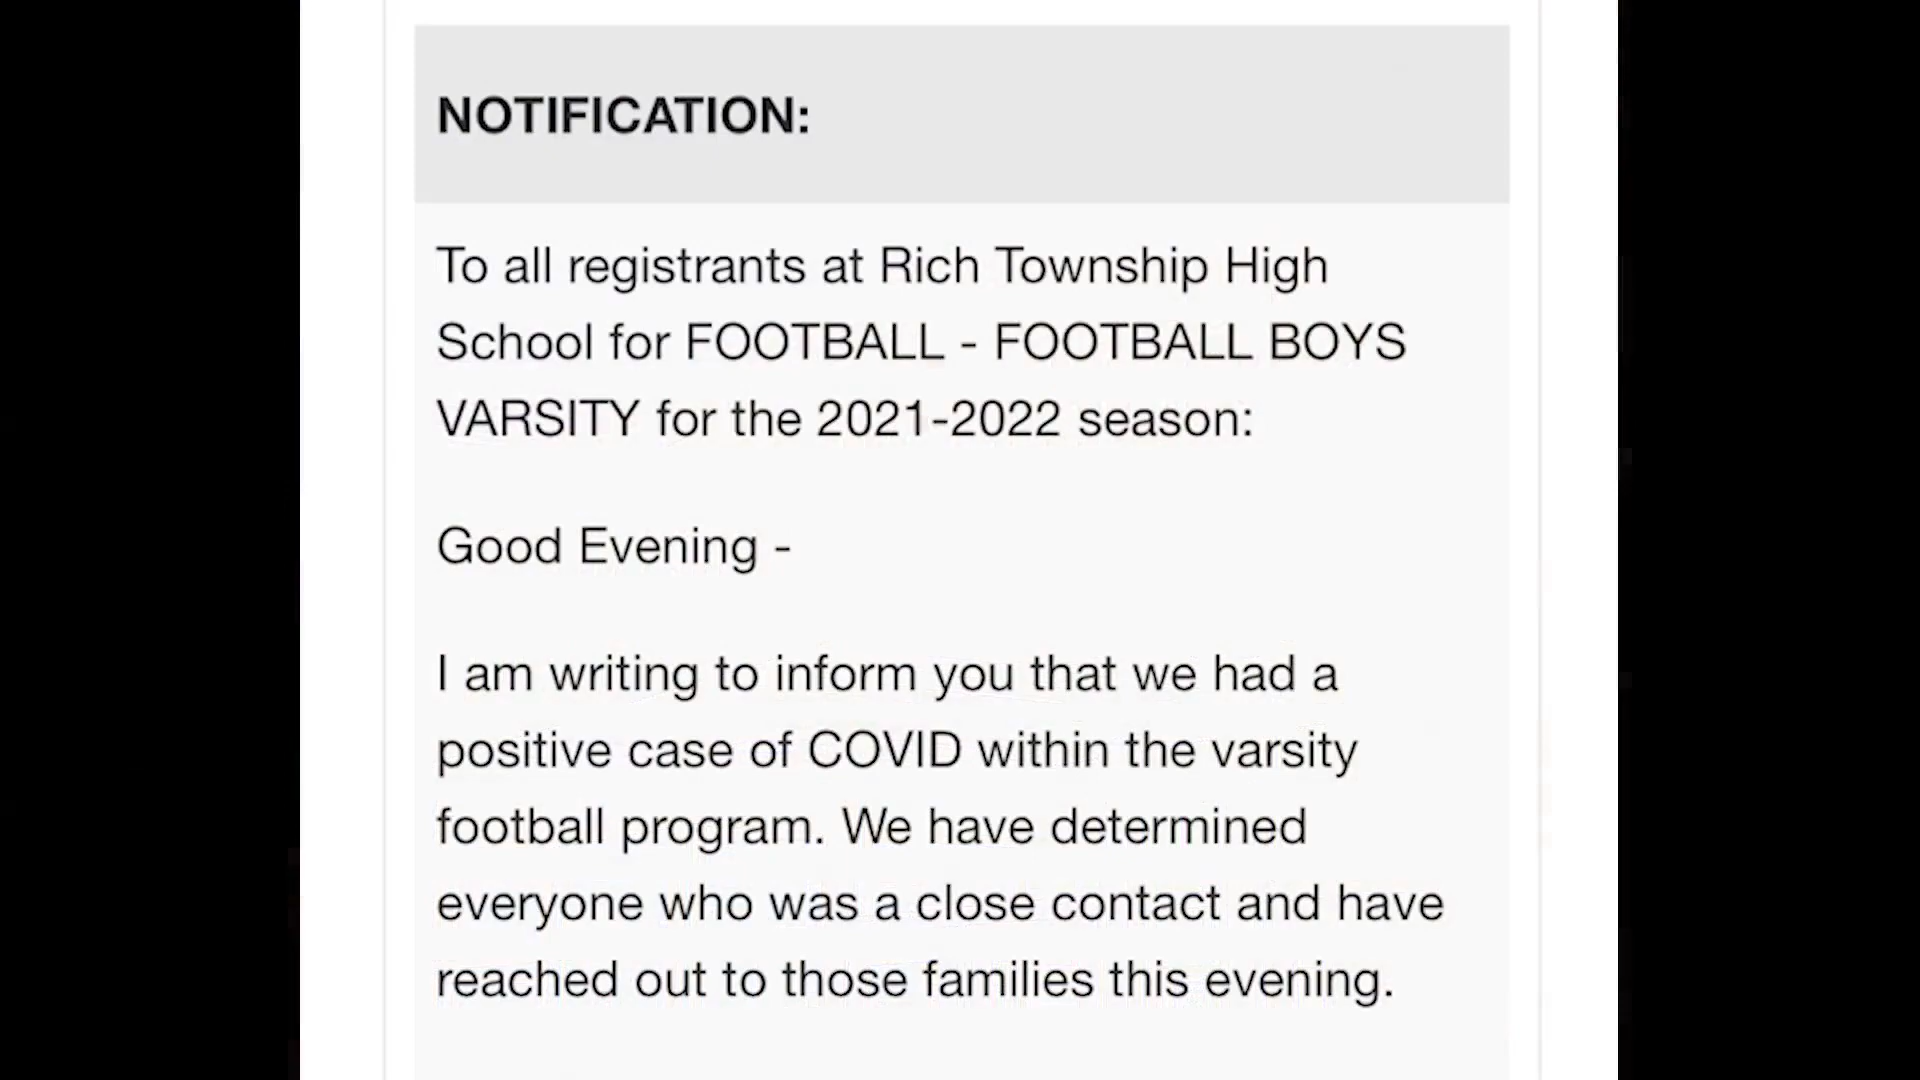 NOTIFICATION:
To all registrants at Rich Township High
School for FOOTBALL - FOOTBALL BOYS
VARSITY for the 2021-2022 season:
Good Evening -
I am writing to inform you that we had a
positive case of COVID within the varsity
football program. We have determined
everyone who was a close contact and have
reached out to those families this evening.